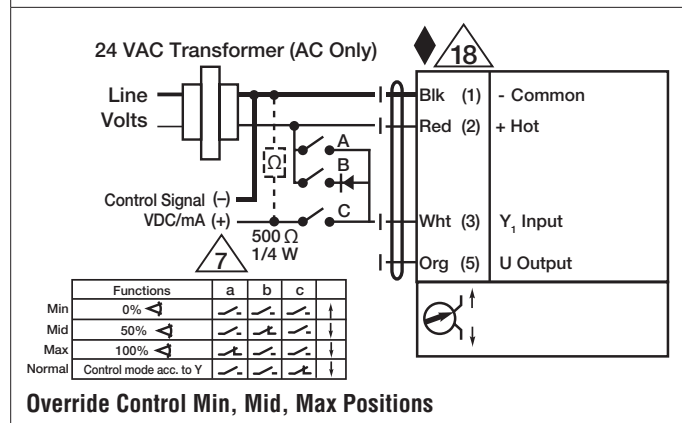 24 VAC Transformer (AC Only)
18
Line
Volts
Blk (1) - Common
Red (2) + Hot
A
Ω
B
Control Signal (–)
VDC/mA (+)
C
Wht (3) Y1 Input
500 Ω
1/4 W
7
Org (5) U Output
Functions a b c
Min 0%
Mid 50%
Max 100%
Normal Control mode acc. to Y
Override Control Min, Mid, Max Positions